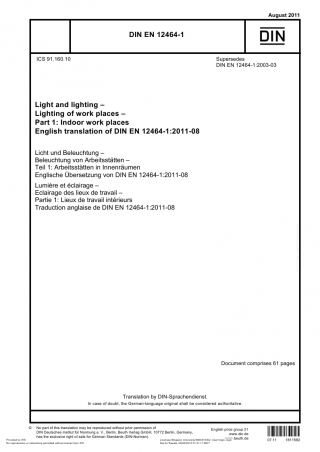 August 2011
DIN EN 12464-1
DIN
ICS 91.160.10
Supersedes
DIN EN 12464-1:2003-03
Light and lighting –
Lighting of work places –
Part 1: Indoor work places
English translation of DIN EN 12464-1:2011-08
Licht und Beleuchtung –
Beleuchtung von Arbeitsstätten –
Teil 1: Arbeitsstätten in Innenräumen
Englische Übersetzung von DIN EN 12464-1:2011-08
Lumière et éclairage –
Eclairage des lieux de travail –
Partie 1: Lieux de travail intérieurs
Traduction anglaise de DIN EN 12464-1:2011-08
Document comprises 61 pages
Translation by DIN-Sprachendienst.
In case of doubt, the German-language original shall be considered authoritative.
© No part of this translation may be reproduced without prior permission of
DIN Deutsches Institut für Normung e. V., Berlin. Beuth Verlag GmbH, 10772 Berlin, Germany,
has the exclusive right of sale for German Standards (DIN-Normen).
English price group 21
www.din.de
www.beuth.de
07.11